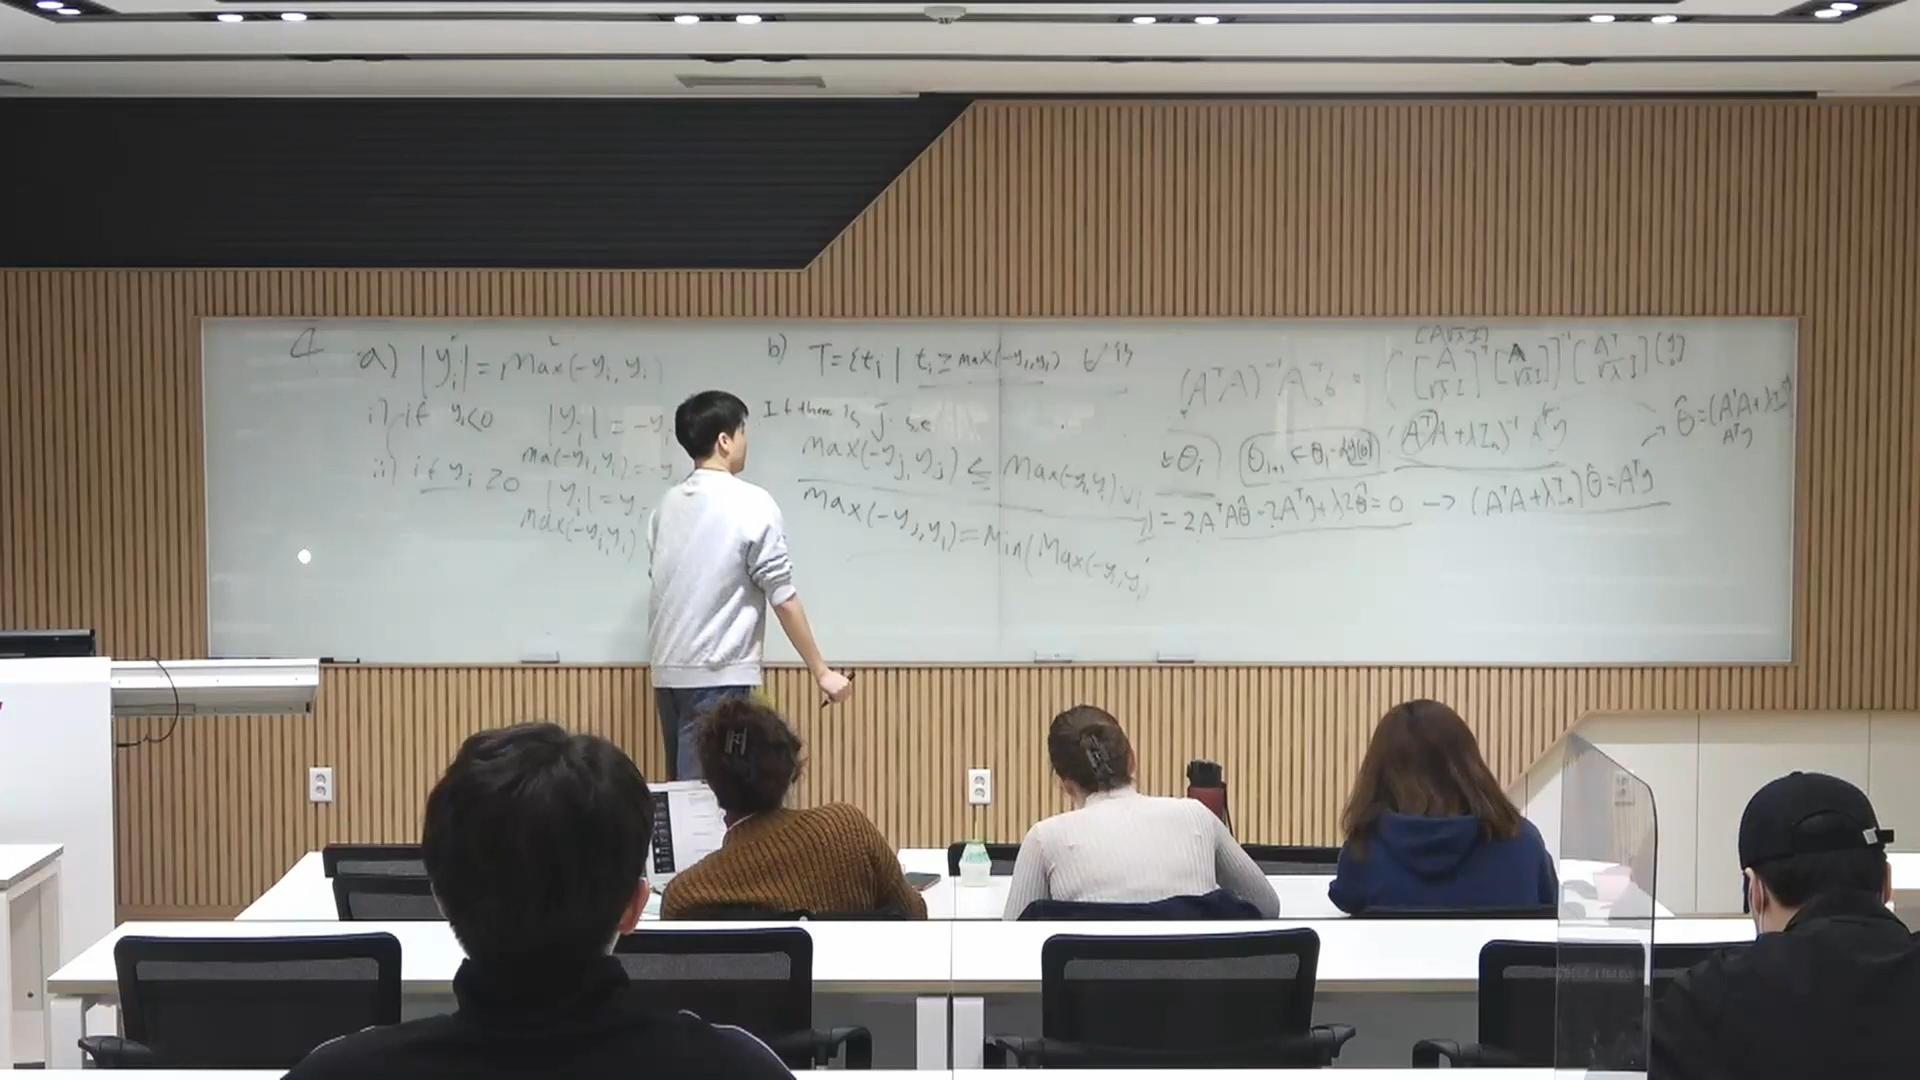 4
a) |yᵢ| = Max(-yᵢ, yᵢ)
i) if yᵢ<0 |yᵢ| = -yᵢ
Max(-yᵢ, yᵢ) = -y
ii) if yᵢ ≥0 |yᵢ| = y
Max(-yᵢ, yᵢ)
b) T = {tᵢ | tᵢ ≥ max(-yᵢ, yᵢ)
If there is j s.t
max(-yⱼ, yⱼ) ≤ Max(-yᵢ, yᵢ) ∀i
max(-yⱼ, yⱼ) = Min(Max(-yᵢ, yᵢ
[A √λ I]
(AᵀA)⁻¹Aᵀb = ([A √λ I]ᵀ [A √λ I])⁻¹ [Aᵀ √λ I] [y
(AᵀA + λIₙ)⁻¹ Aᵀy
θ̂ = (AᵀA + λI)⁻¹
Aᵀy
θᵢ
= 2AᵀAθ̂ - 2Aᵀy + λ2θ̂ = 0 → (AᵀA + λIₙ)θ̂ = Aᵀy